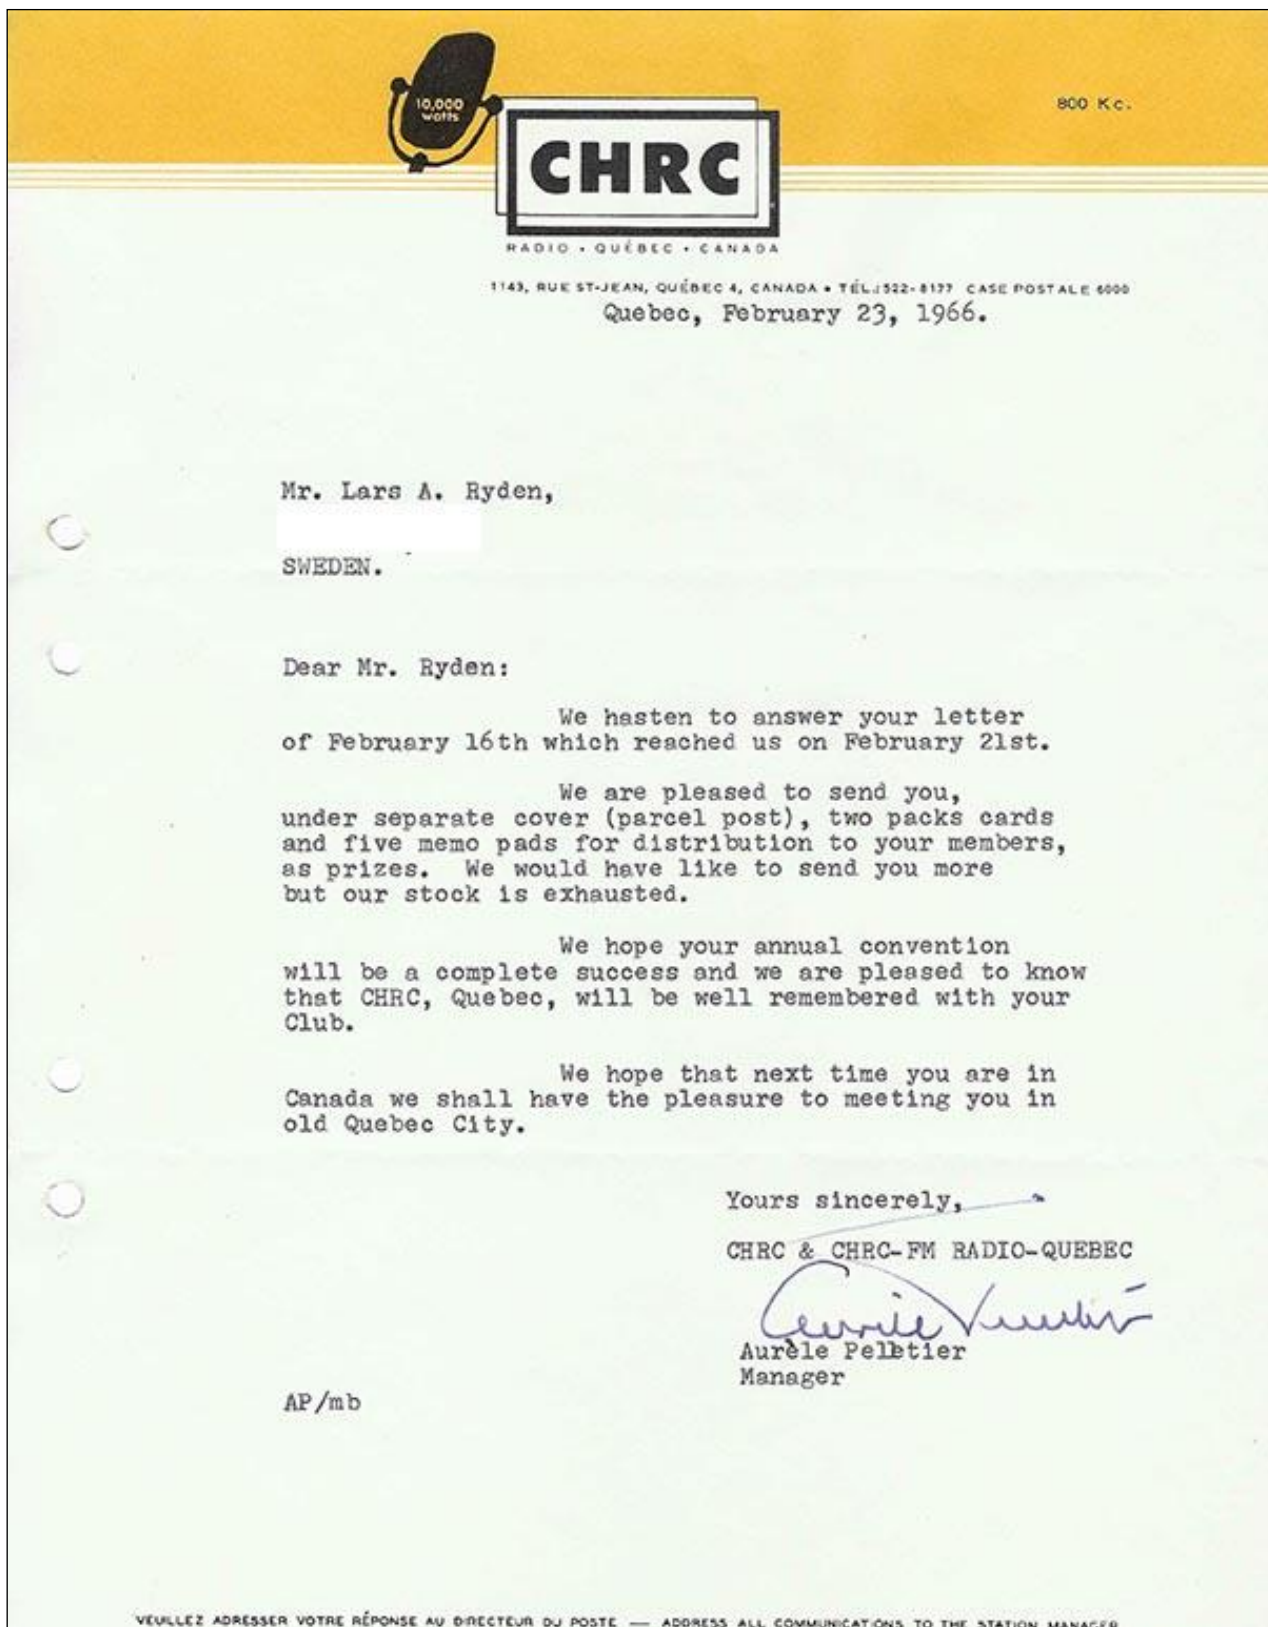 10,000
watts
800 Kc.
CHRC
RADIO • QUÉBEC • CANADA
1143, RUE ST-JEAN, QUÉBEC 4, CANADA • TÉL.: 522-8177 CASE POSTALE 6000
Quebec, February 23, 1966.
Mr. Lars A. Ryden,
SWEDEN.
Dear Mr. Ryden:
We hasten to answer your letter
of February 16th which reached us on February 21st.
We are pleased to send you,
under separate cover (parcel post), two packs cards
and five memo pads for distribution to your members,
as prizes. We would have like to send you more
but our stock is exhausted.
We hope your annual convention
will be a complete success and we are pleased to know
that CHRC, Quebec, will be well remembered with your
Club.
We hope that next time you are in
Canada we shall have the pleasure to meeting you in
old Quebec City.
Yours sincerely,
CHRC & CHRC-FM RADIO-QUEBEC
Aurèle Pelletier
Manager
AP/mb
VEUILLEZ ADRESSER VOTRE RÉPONSE AU DIRECTEUR DU POSTE — ADDRESS ALL COMMUNICATIONS TO THE STATION MANAGER